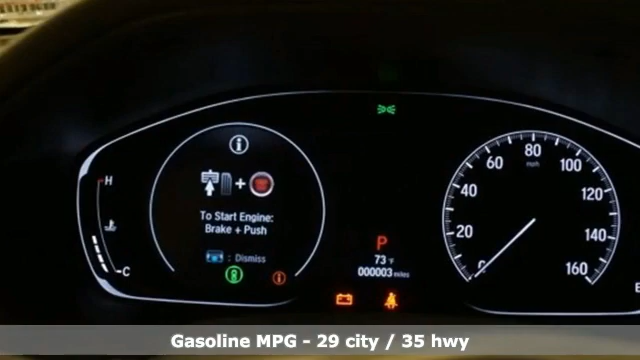 H
C
i
To Start Engine:
Brake + Push
: Dismiss
P
73 °F
000003 miles
0
20
40
60
80
100
120
140
160
mph
E
Gasoline MPG - 29 city / 35 hwy